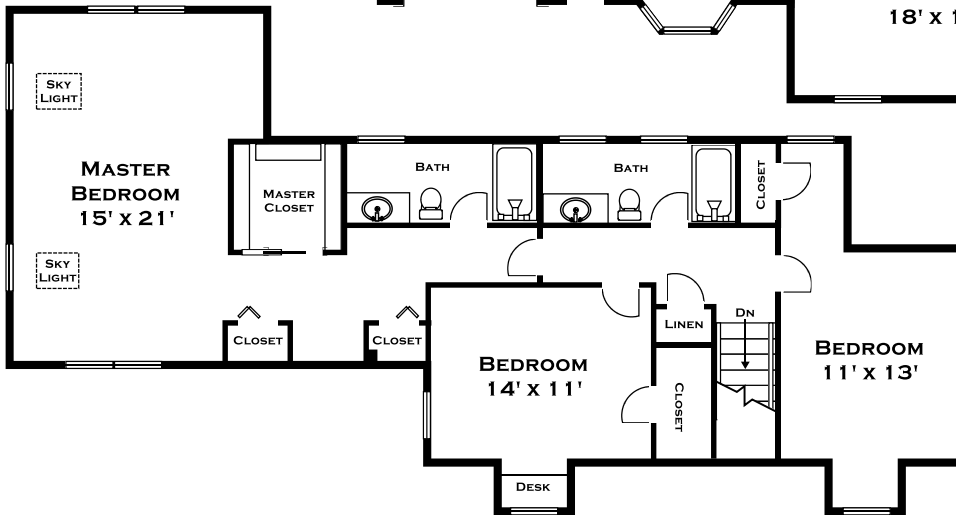 18' x 1
SKY
LIGHT
MASTER
BEDROOM
15' x 21'
SKY
LIGHT
MASTER
CLOSET
BATH
BATH
CLOSET
CLOSET
CLOSET
BEDROOM
14' x 11'
LINEN
CLOSET
DN
BEDROOM
11' x 13'
DESK